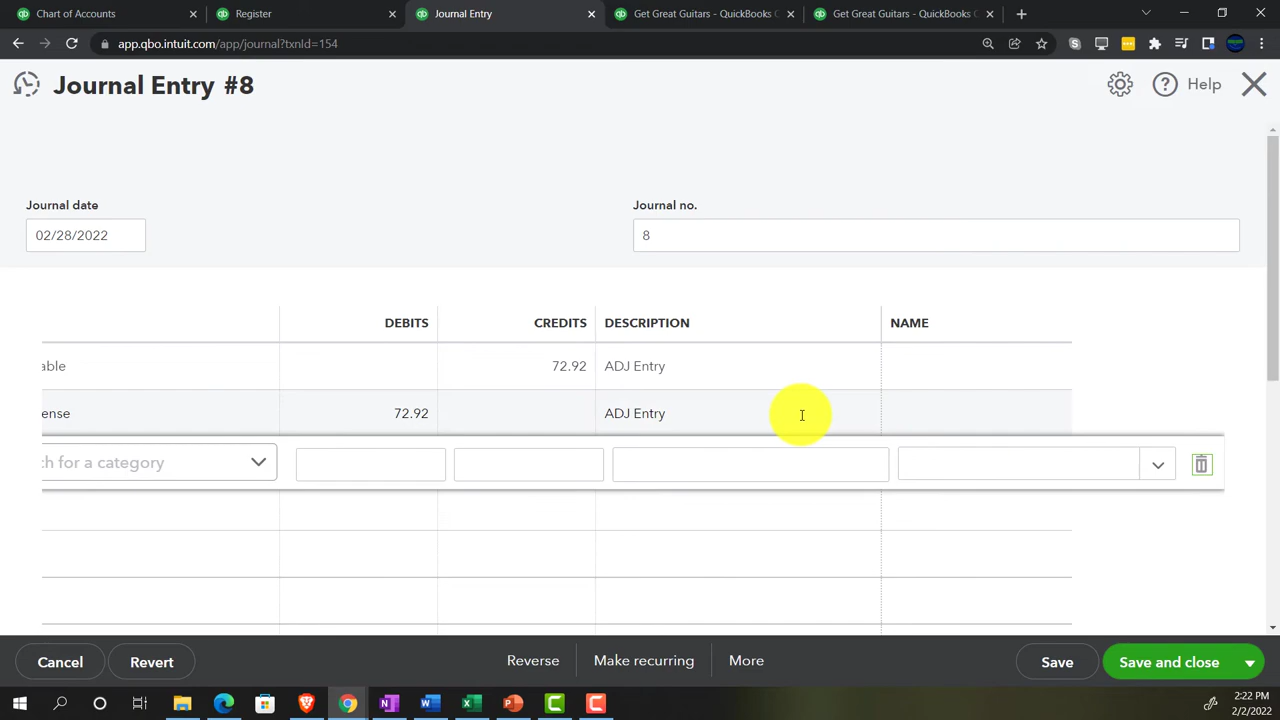 Chart of Accounts
Register
Journal Entry
Get Great Guitars - QuickBooks
Get Great Guitars - QuickBooks
app.qbo.intuit.com/app/journal?txnId=154
Journal Entry #8
Help
Journal date
Journal no.
02/28/2022
8
DEBITS
CREDITS
DESCRIPTION
NAME
able
72.92
ADJ Entry
ense
72.92
ADJ Entry
h for a category
Cancel
Revert
Reverse
Make recurring
More
Save
Save and close
2:22 PM
2/2/2022